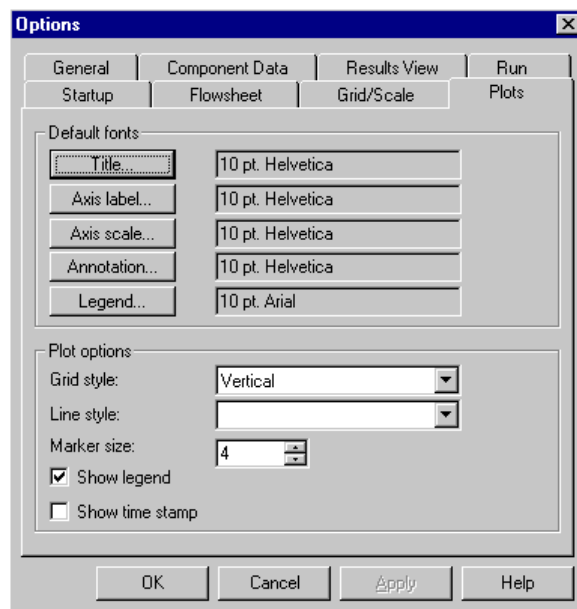 Options
General Component Data Results View Run
Startup Flowsheet Grid/Scale Plots
Default fonts
Title... 10 pt. Helvetica
Axis label... 10 pt. Helvetica
Axis scale... 10 pt. Helvetica
Annotation... 10 pt. Helvetica
Legend... 10 pt. Arial
Plot options
Grid style: Vertical
Line style:
Marker size: 4
Show legend
Show time stamp
OK Cancel Apply Help